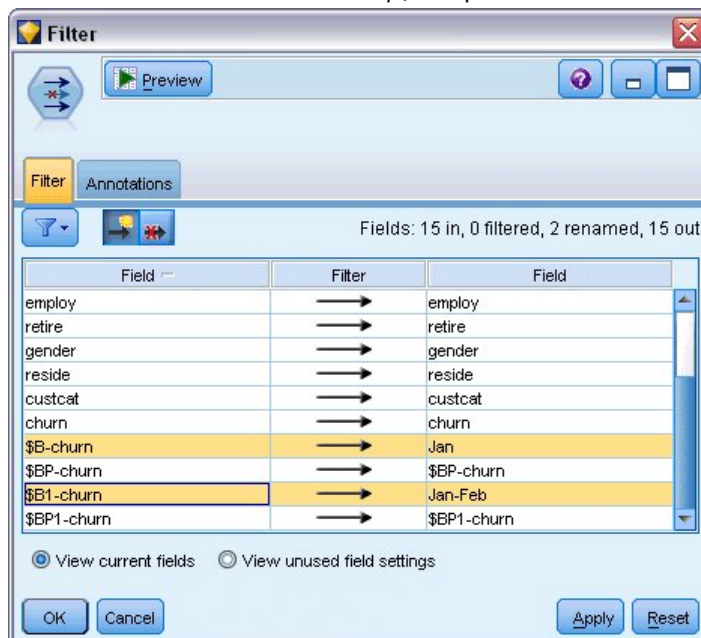 Filter
Preview
Filter Annotations
Fields: 15 in, 0 filtered, 2 renamed, 15 out
Field Filter Field
employ employ
retire retire
gender gender
reside reside
custcat custcat
churn churn
$B-churn Jan
$BP-churn $BP-churn
$B1-churn Jan-Feb
$BP1-churn $BP1-churn
View current fields View unused field settings
OK Cancel Apply Reset